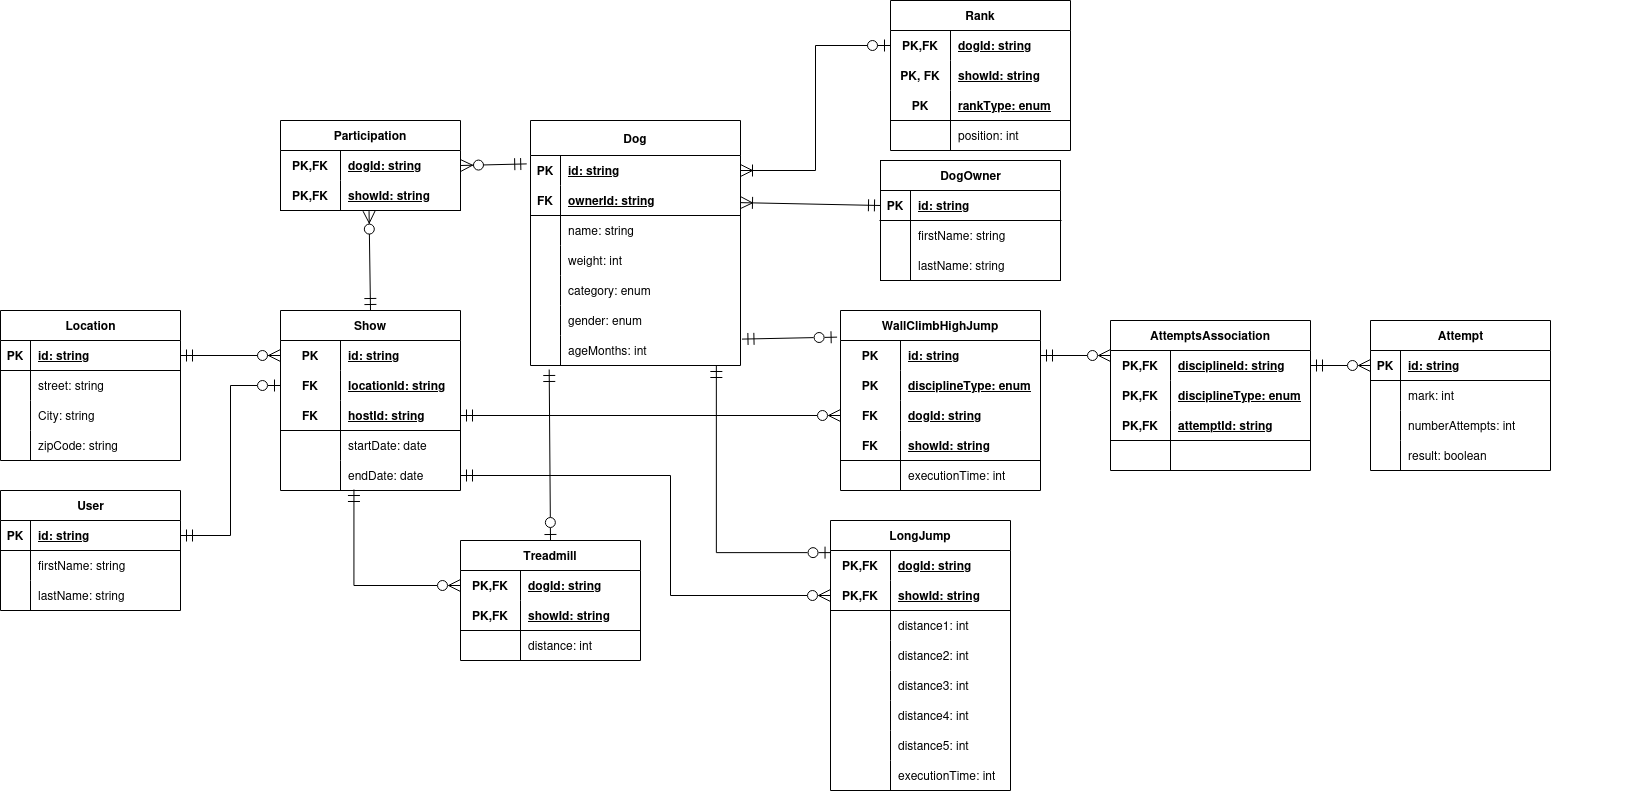 Rank
PK,FK dogId: string
PK, FK showId: string
PK rankType: enum
position: int
Participation
PK,FK dogId: string
PK,FK showId: string
Dog
PK id: string
FK ownerId: string
name: string
weight: int
category: enum
gender: enum
ageMonths: int
DogOwner
PK id: string
firstName: string
lastName: string
Location
PK id: string
street: string
City: string
zipCode: string
Show
PK id: string
FK locationId: string
FK hostId: string
startDate: date
endDate: date
WallClimbHighJump
PK id: string
PK disciplineType: enum
FK dogId: string
FK showId: string
executionTime: int
AttemptsAssociation
PK,FK disciplineId: string
PK,FK disciplineType: enum
PK,FK attemptId: string
Attempt
PK id: string
mark: int
numberAttempts: int
result: boolean
User
PK id: string
firstName: string
lastName: string
Treadmill
PK,FK dogId: string
PK,FK showId: string
distance: int
LongJump
PK,FK dogId: string
PK,FK showId: string
distance1: int
distance2: int
distance3: int
distance4: int
distance5: int
executionTime: int